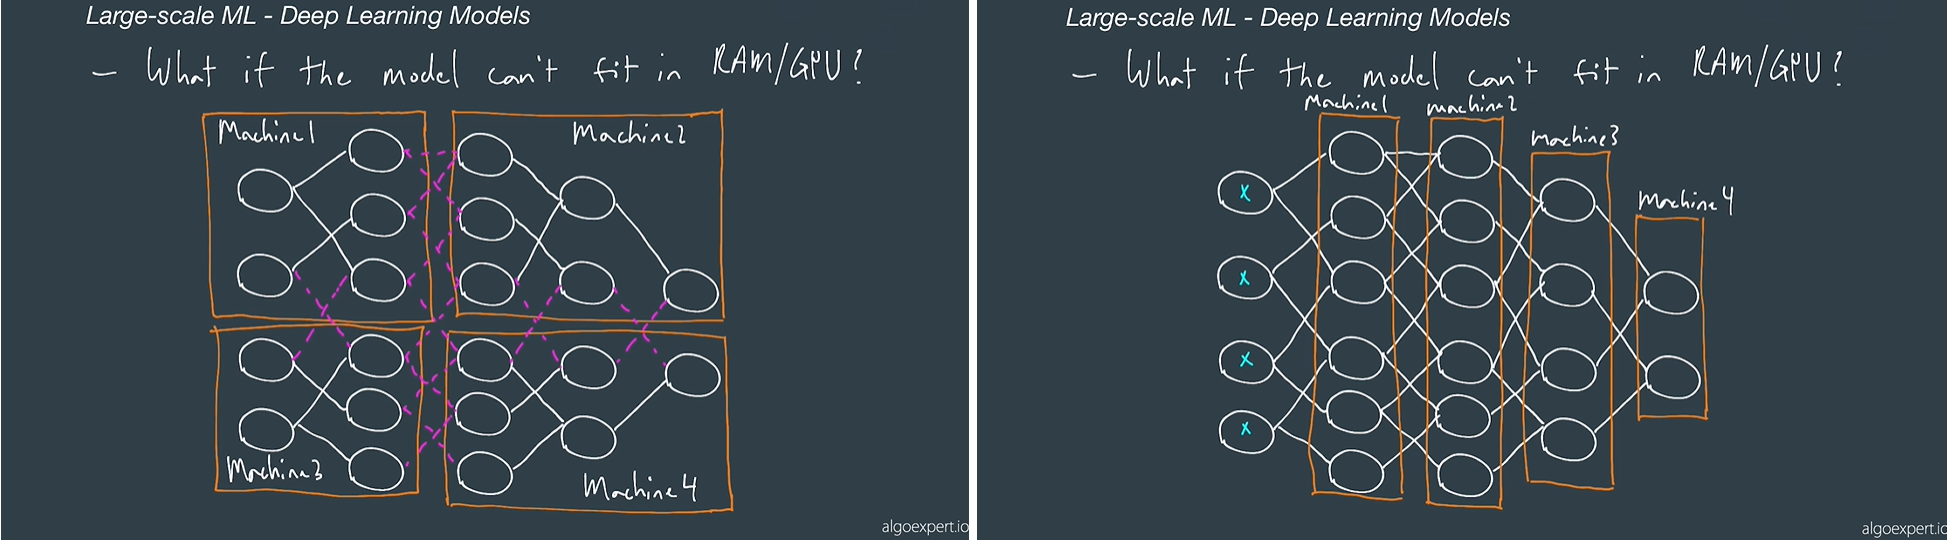 Large-scale ML - Deep Learning Models
- What if the model can't fit in RAM/GPU?
Machine1
Machine2
Machine3
Machine4
algoexpert.io
Large-scale ML - Deep Learning Models
- What if the model can't fit in RAM/GPU?
Machine1
machine2
machine3
machine4
x
x
x
x
algoexpert.io